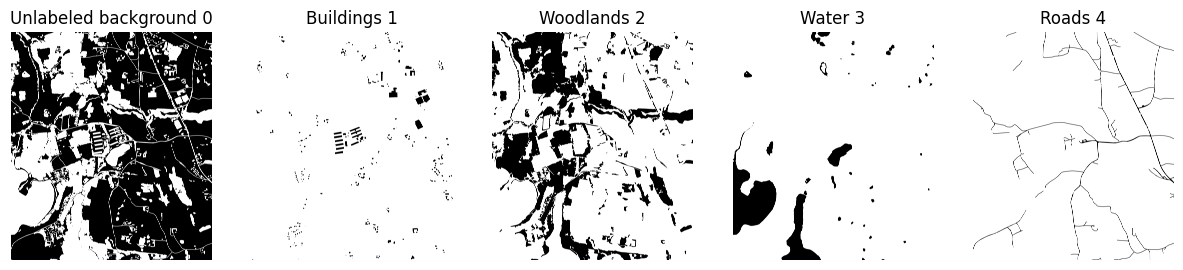 Unlabeled background 0
Buildings 1
Woodlands 2
Water 3
Roads 4